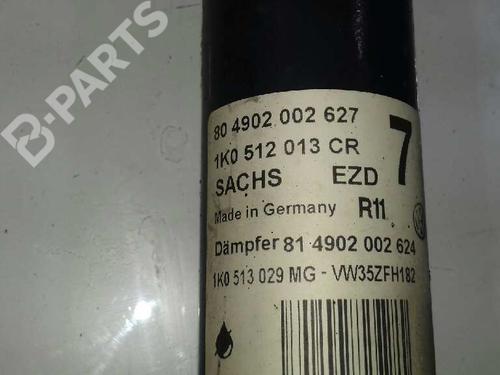 B-PARTS
80 4902 002 627
1K0 512 013 CR
7
SACHS EZD
Made in Germany R11
Dämpfer 81 4902 002 624
1K0 513 029 MG - VW35ZFH182